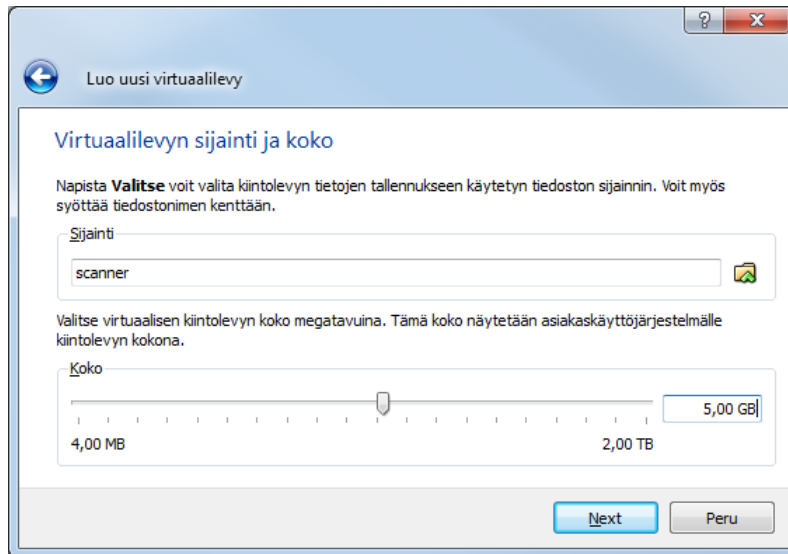 Luo uusi virtuaalilevy
Virtuaalilevyn sijainti ja koko
Napista Valitse voit valita kiintolevyn tietojen tallennukseen käytetyn tiedoston sijainnin. Voit myös
syöttää tiedostonimen kenttään.
Sijainti
scanner
Valitse virtuaalisen kiintolevyn koko megatavuina. Tämä koko näytetään asiakaskäyttöjärjestelmälle
kiintolevyn kokona.
Koko
5,00 GB
4,00 MB 2,00 TB
Next Peru